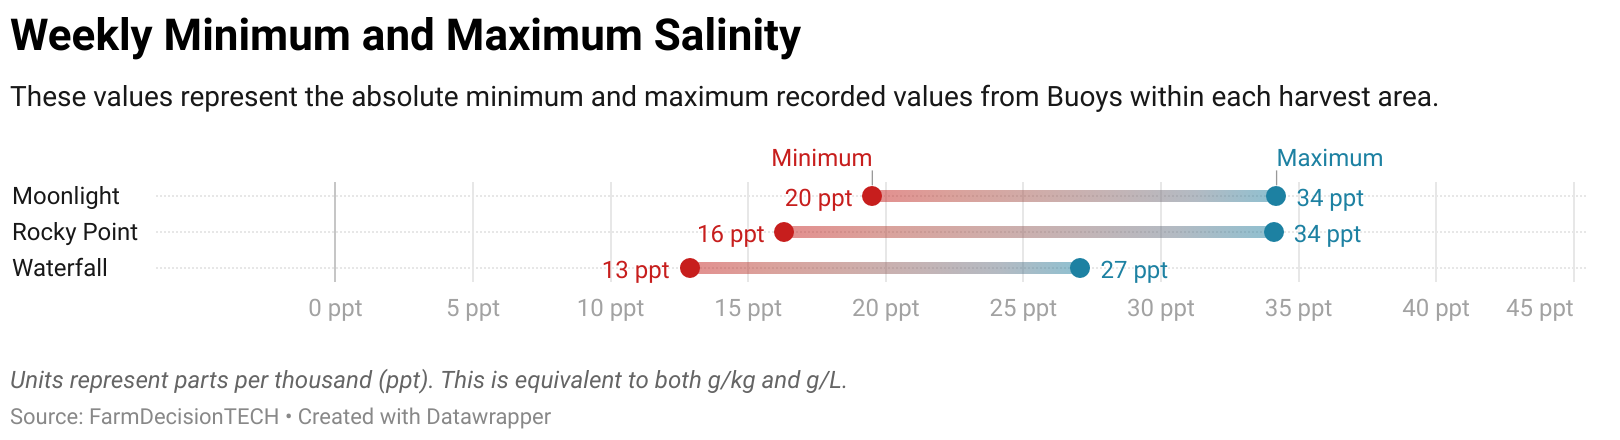 Weekly Minimum and Maximum Salinity
These values represent the absolute minimum and maximum recorded values from Buoys within each harvest area.
Minimum Maximum
Moonlight 20 ppt 34 ppt
Rocky Point 16 ppt 34 ppt
Waterfall 13 ppt 27 ppt
0 ppt 5 ppt 10 ppt 15 ppt 20 ppt 25 ppt 30 ppt 35 ppt 40 ppt 45 ppt
Units represent parts per thousand (ppt). This is equivalent to both g/kg and g/L.
Source: FarmDecisionTECH • Created with Datawrapper